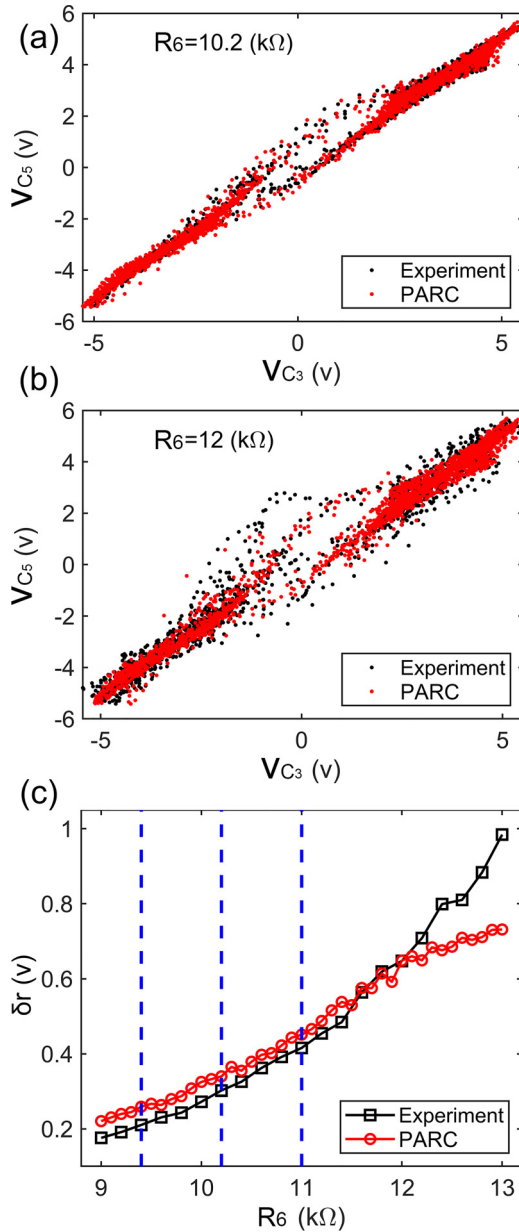 (a)
R6=10.2 (kΩ)
6
4
2
0
-2
-4
-6
VC5 (v)
Experiment
PARC
-5 0 5
VC3 (v)
(b)
R6=12 (kΩ)
6
4
2
0
-2
-4
-6
VC5 (v)
Experiment
PARC
-5 0 5
VC3 (v)
(c)
1
0.8
0.6
0.4
0.2
δr (v)
Experiment
PARC
9 10 11 12 13
R6 (kΩ)